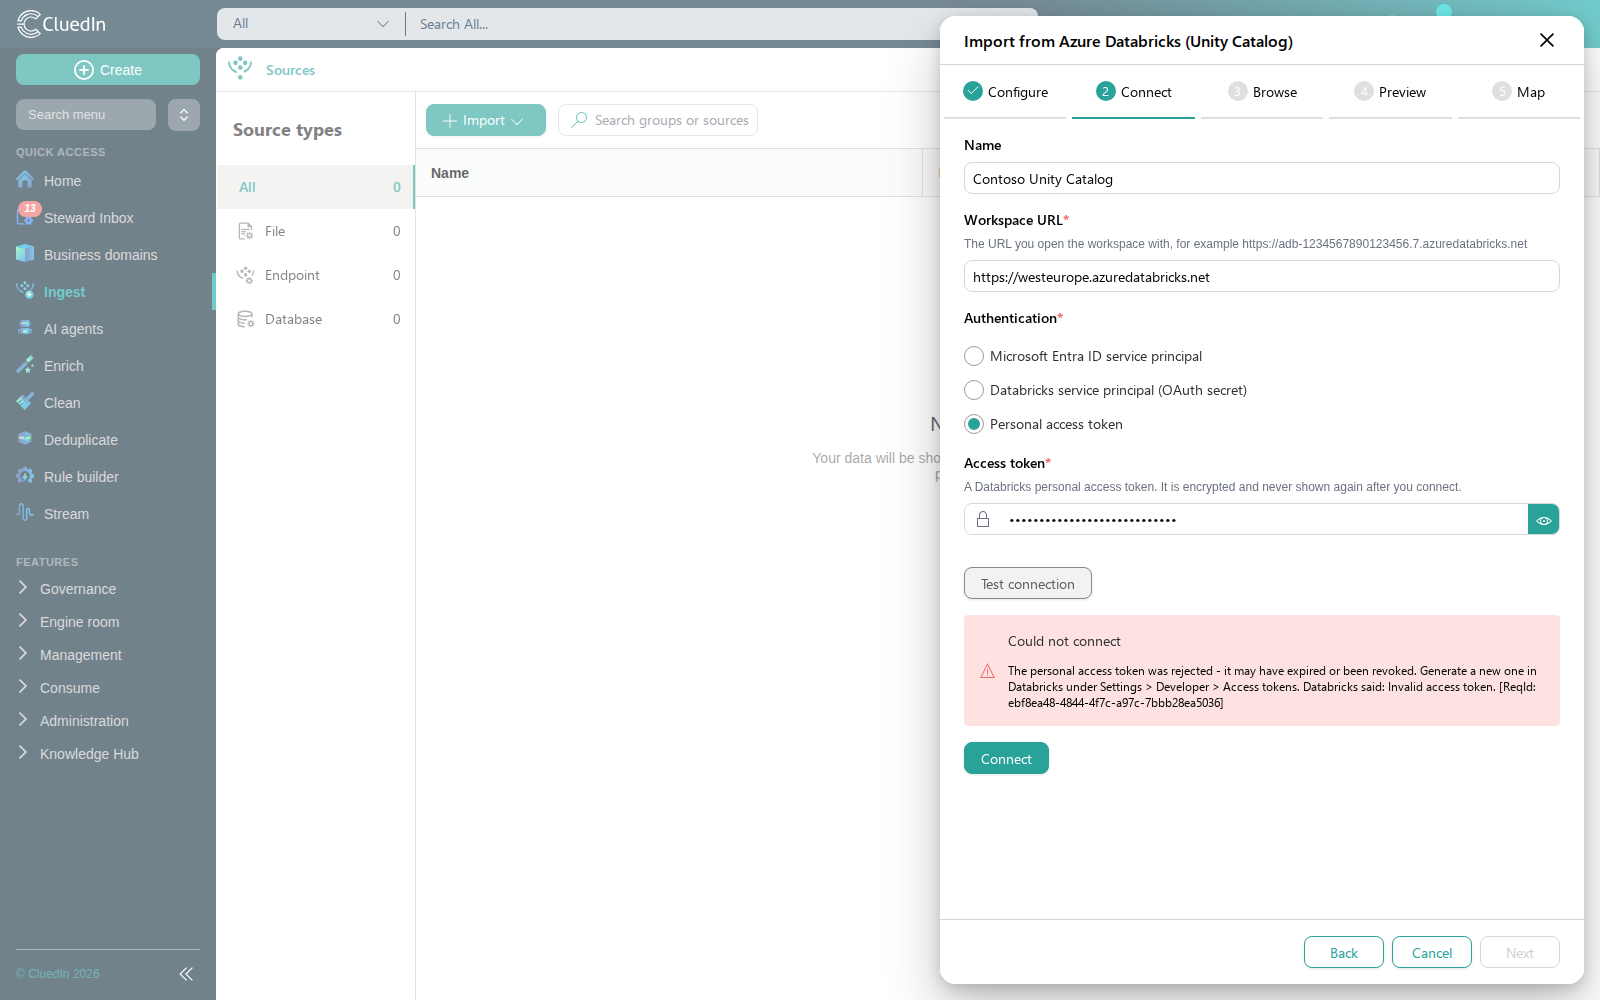 CluedIn
All
Search All...
Create
Search menu
QUICK ACCESS
Home
13
Steward Inbox
Business domains
Ingest
AI agents
Enrich
Clean
Deduplicate
Rule builder
Stream
FEATURES
Governance
Engine room
Management
Consume
Administration
Knowledge Hub
© CluedIn 2026
Sources
Source types
All 0
File 0
Endpoint 0
Database 0
Import
Search groups or sources
Name
Your data will be sho
Import from Azure Databricks (Unity Catalog)
Configure
2 Connect
3 Browse
4 Preview
5 Map
Name
Contoso Unity Catalog
Workspace URL*
The URL you open the workspace with, for example https://adb-1234567890123456.7.azuredatabricks.net
https://westeurope.azuredatabricks.net
Authentication*
Microsoft Entra ID service principal
Databricks service principal (OAuth secret)
Personal access token
Access token*
A Databricks personal access token. It is encrypted and never shown again after you connect.
••••••••••••••••••••••••••••
Test connection
Could not connect
The personal access token was rejected - it may have expired or been revoked. Generate a new one in
Databricks under Settings > Developer > Access tokens. Databricks said: Invalid access token. [ReqId:
ebf8ea48-4844-4f7c-a97c-7bbb28ea5036]
Connect
Back
Cancel
Next